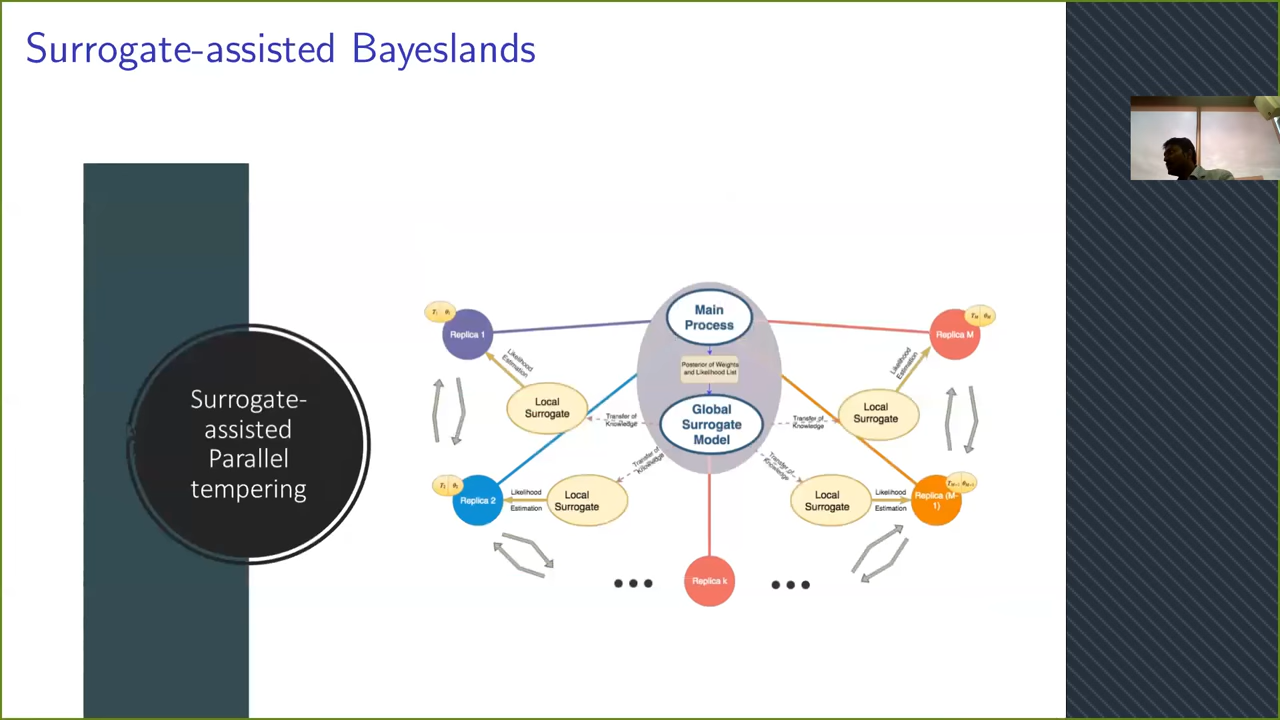 Surrogate-assisted Bayeslands
Surrogate-
assisted
Parallel
tempering
Main
Process
Posterior of Weights
and Likelihood List
Global
Surrogate
Model
Replica 1
Likelihood
Estimation
Local
Surrogate
Transfer of
Knowledge
Replica 2
Likelihood
Estimation
Local
Surrogate
Transfer of
Knowledge
Replica k
Replica M
Likelihood
Estimation
Local
Surrogate
Transfer of
Knowledge
Replica (M-
1)
Likelihood
Estimation
Local
Surrogate
Transfer of
Knowledge